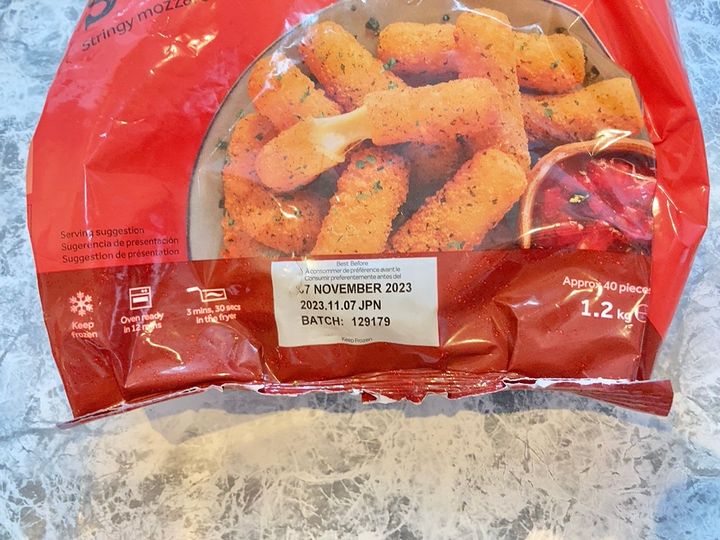 Stringy
Serving suggestion
Sugerencia de presentación
Suggestion de présentation
Keep
frozen
Oven ready
in 12 mins
3 mins, 30 secs
in the fryer
Best Before
À consommer de préférence avant le
Consumir preferentemente antes del
7 NOVEMBER 2023
2023.11.07 JPN
BATCH: 129179
Keep Frozen
Approx 40 pieces
1.2 kg e